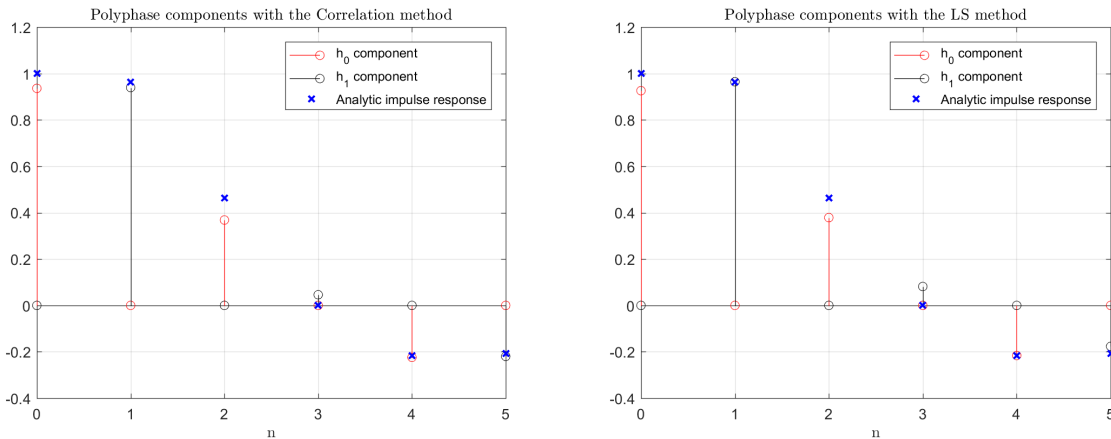 Polyphase components with the Correlation method
1.2
1
0.8
0.6
0.4
0.2
0
-0.2
-0.4
0 1 2 3 4 5
n
h0 component
h1 component
Analytic impulse response
Polyphase components with the LS method
1.2
1
0.8
0.6
0.4
0.2
0
-0.2
-0.4
0 1 2 3 4 5
n
h0 component
h1 component
Analytic impulse response